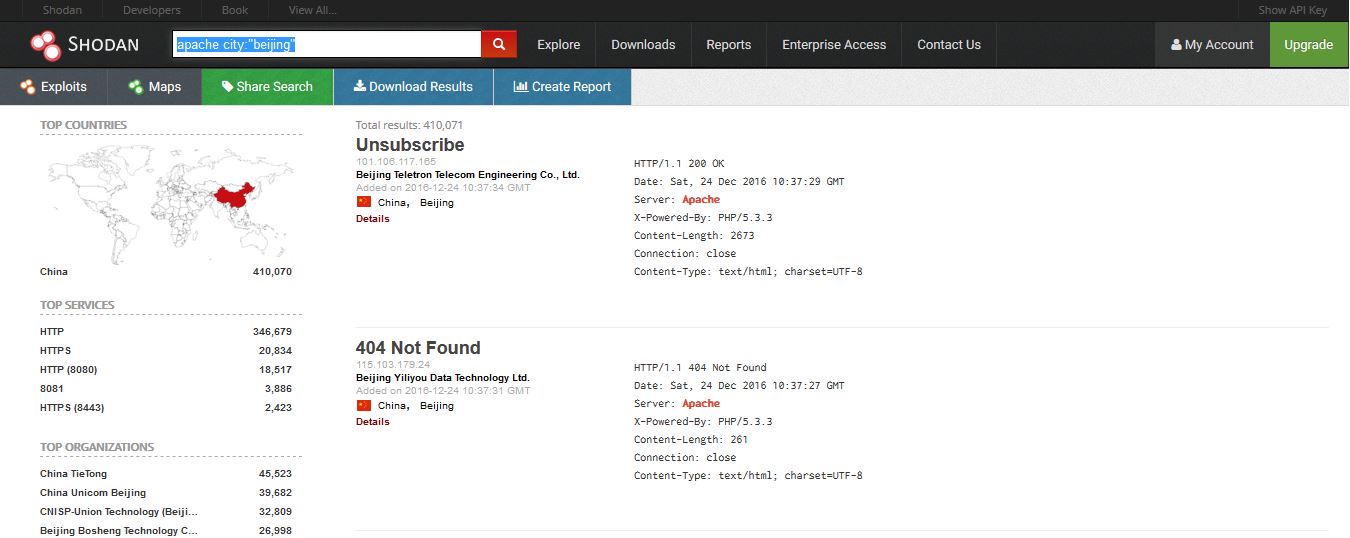 Shodan Developers Book View All... Show API Key
SHODAN apache city:"beijing" Explore Downloads Reports Enterprise Access Contact Us My Account Upgrade
Exploits Maps Share Search Download Results Create Report
TOP COUNTRIES
China 410,070
TOP SERVICES
HTTP 346,679
HTTPS 20,834
HTTP (8080) 18,517
8081 3,886
HTTPS (8443) 2,423
TOP ORGANIZATIONS
China TieTong 45,523
China Unicom Beijing 39,682
CNISP-Union Technology (Beiji... 32,809
Beijing Bosheng Technology C... 26,998
Total results: 410,071
Unsubscribe
101.106.117.165
Beijing Teletron Telecom Engineering Co., Ltd.
Added on 2016-12-24 10:37:34 GMT
China, Beijing
Details
HTTP/1.1 200 OK
Date: Sat, 24 Dec 2016 10:37:29 GMT
Server: Apache
X-Powered-By: PHP/5.3.3
Content-Length: 2673
Connection: close
Content-Type: text/html; charset=UTF-8
404 Not Found
115.103.179.24
Beijing Yiliyou Data Technology Ltd.
Added on 2016-12-24 10:37:31 GMT
China, Beijing
Details
HTTP/1.1 404 Not Found
Date: Sat, 24 Dec 2016 10:37:27 GMT
Server: Apache
X-Powered-By: PHP/5.3.3
Content-Length: 261
Connection: close
Content-Type: text/html; charset=UTF-8